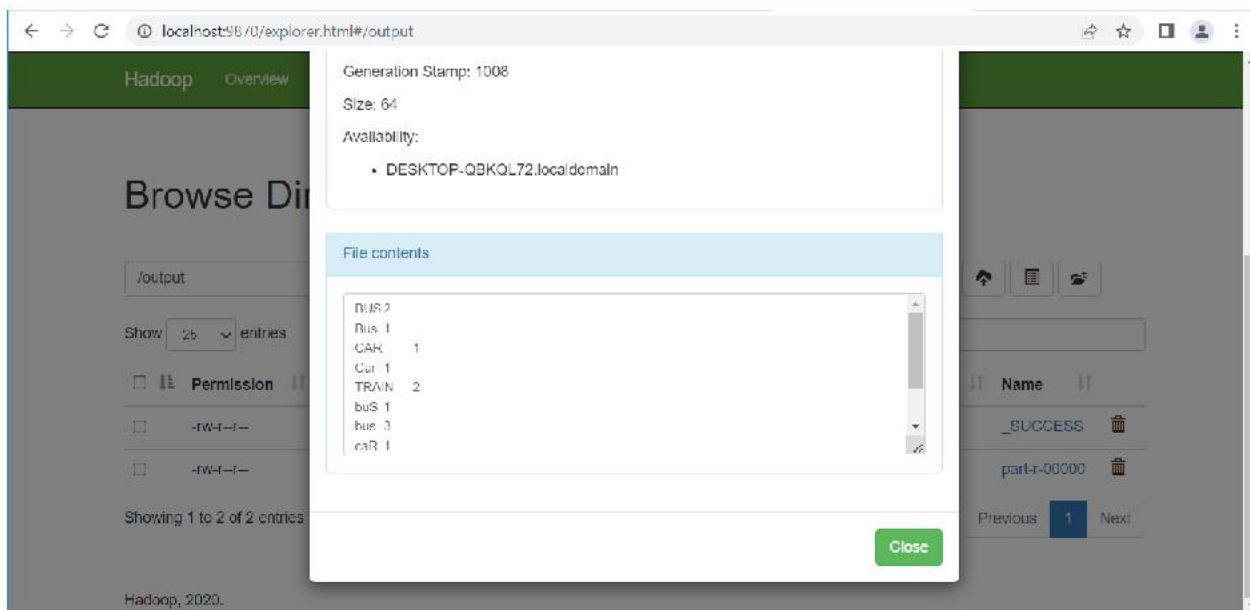 localhost:9870/explorer.html#/output
Hadoop Overview
Generation Stamp: 1008
Size: 64
Availability:
• DESKTOP-QBKQL72.localdomain
Browse Dir
File contents
/output
BUS 2
Bus 1
CAR 1
Car 1
TRAIN 2
buS 1
bus 3
caR 1
Show 25 entries
Permission Name
-rw-r--r-- _SUCCESS
-rw-r--r-- part-r-00000
Showing 1 to 2 of 2 entries Previous 1 Next
Close
Hadoop, 2020.